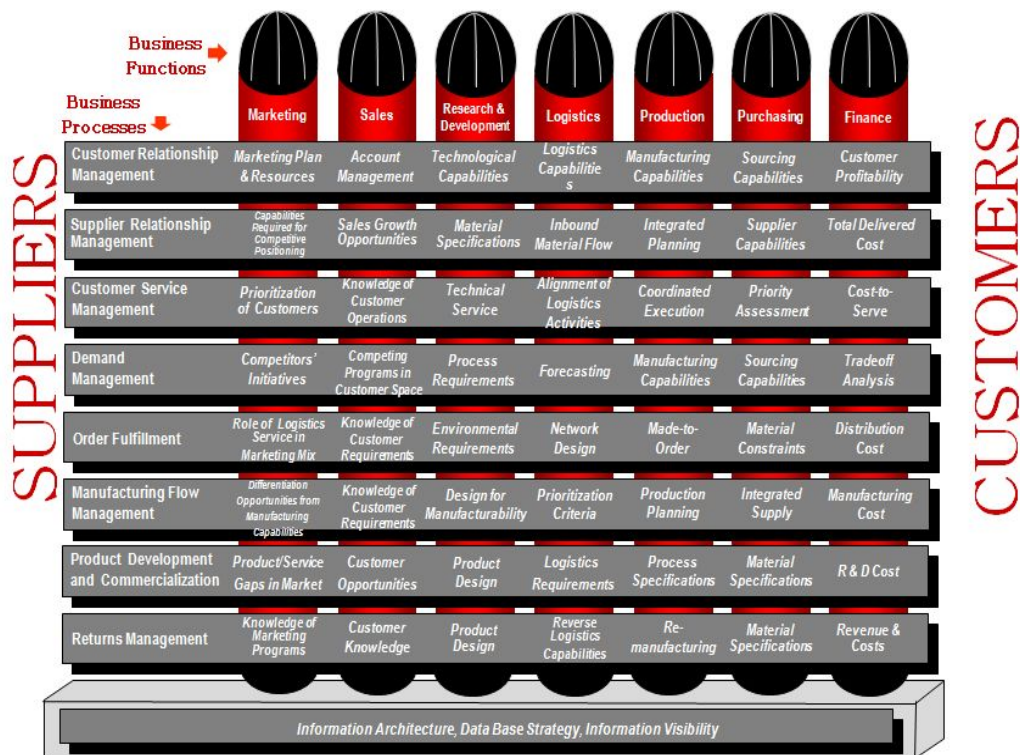 Business
Functions
Business
Processes
SUPPLIERS
CUSTOMERS
Marketing
Sales
Research &
Development
Logistics
Production
Purchasing
Finance
Customer Relationship
Management
Marketing Plan
& Resources
Account
Management
Technological
Capabilities
Logistics
Capabilitie
s
Manufacturing
Capabilities
Sourcing
Capabilities
Customer
Profitability
Supplier Relationship
Management
Capabilities
Required for
Competitive
Positioning
Sales Growth
Opportunities
Material
Specifications
Inbound
Material Flow
Integrated
Planning
Supplier
Capabilities
Total Delivered
Cost
Customer Service
Management
Prioritization
of Customers
Knowledge of
Customer
Operations
Technical
Service
Alignment of
Logistics
Activities
Coordinated
Execution
Priority
Assessment
Cost-to-
Serve
Demand
Management
Competitors'
Initiatives
Competing
Programs in
Customer Space
Process
Requirements
Forecasting
Manufacturing
Capabilities
Sourcing
Capabilities
Tradeoff
Analysis
Order Fulfillment
Role of Logistics
Service in
Marketing Mix
Knowledge of
Customer
Requirements
Environmental
Requirements
Network
Design
Made-to-
Order
Material
Constraints
Distribution
Cost
Manufacturing Flow
Management
Differentiation
Opportunities from
Manufacturing
Capabilities
Knowledge of
Customer
Requirements
Design for
Manufacturability
Prioritization
Criteria
Production
Planning
Integrated
Supply
Manufacturing
Cost
Product Development
and Commercialization
Product/Service
Gaps in Market
Customer
Opportunities
Product
Design
Logistics
Requirements
Process
Specifications
Material
Specifications
R & D Cost
Returns Management
Knowledge of
Marketing
Programs
Customer
Knowledge
Product
Design
Reverse
Logistics
Capabilities
Re-
manufacturing
Material
Specifications
Revenue &
Costs
Information Architecture, Data Base Strategy, Information Visibility